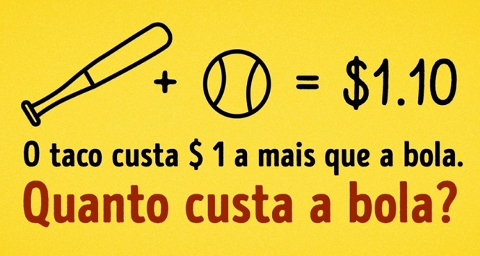 + = $1.10
O taco custa $ 1 a mais que a bola.
Quanto custa a bola?